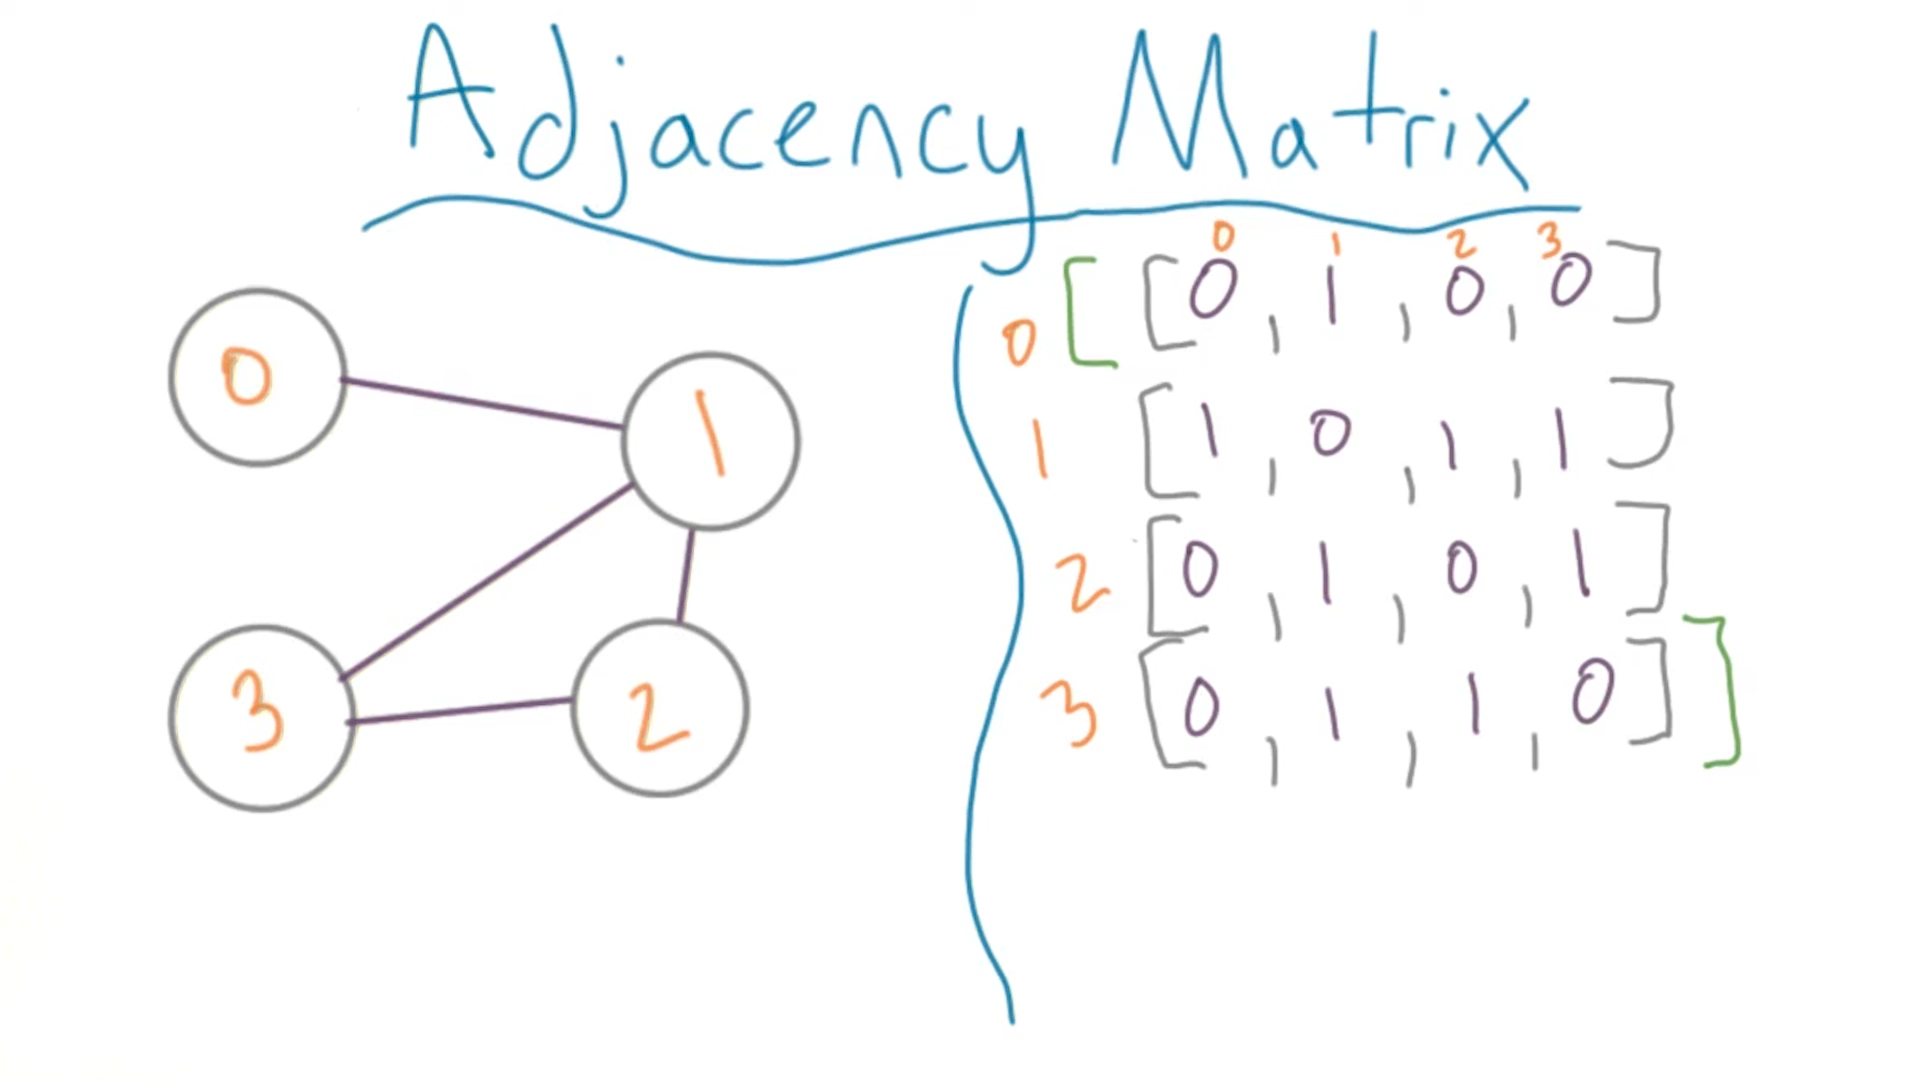 Adjacency Matrix
0 1 2 3
0 [ [ 0 , 1 , 0 , 0 ]
1 [ 1 , 0 , 1 , 1 ]
2 [ 0 , 1 , 0 , 1 ]
3 [ 0 , 1 , 1 , 0 ] ]
0
1
3
2